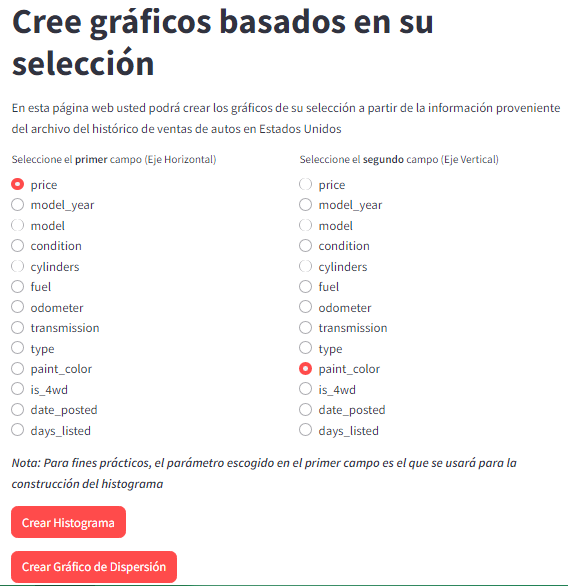 Cree gráficos basados en su
selección
En esta página web usted podrá crear los gráficos de su selección a partir de la información proveniente
del archivo del histórico de ventas de autos en Estados Unidos
Seleccione el primer campo (Eje Horizontal)
price
model_year
model
condition
cylinders
fuel
odometer
transmission
type
paint_color
is_4wd
date_posted
days_listed
Seleccione el segundo campo (Eje Vertical)
price
model_year
model
condition
cylinders
fuel
odometer
transmission
type
paint_color
is_4wd
date_posted
days_listed
Nota: Para fines prácticos, el parámetro escogido en el primer campo es el que se usará para la
construcción del histograma
Crear Histograma
Crear Gráfico de Dispersión